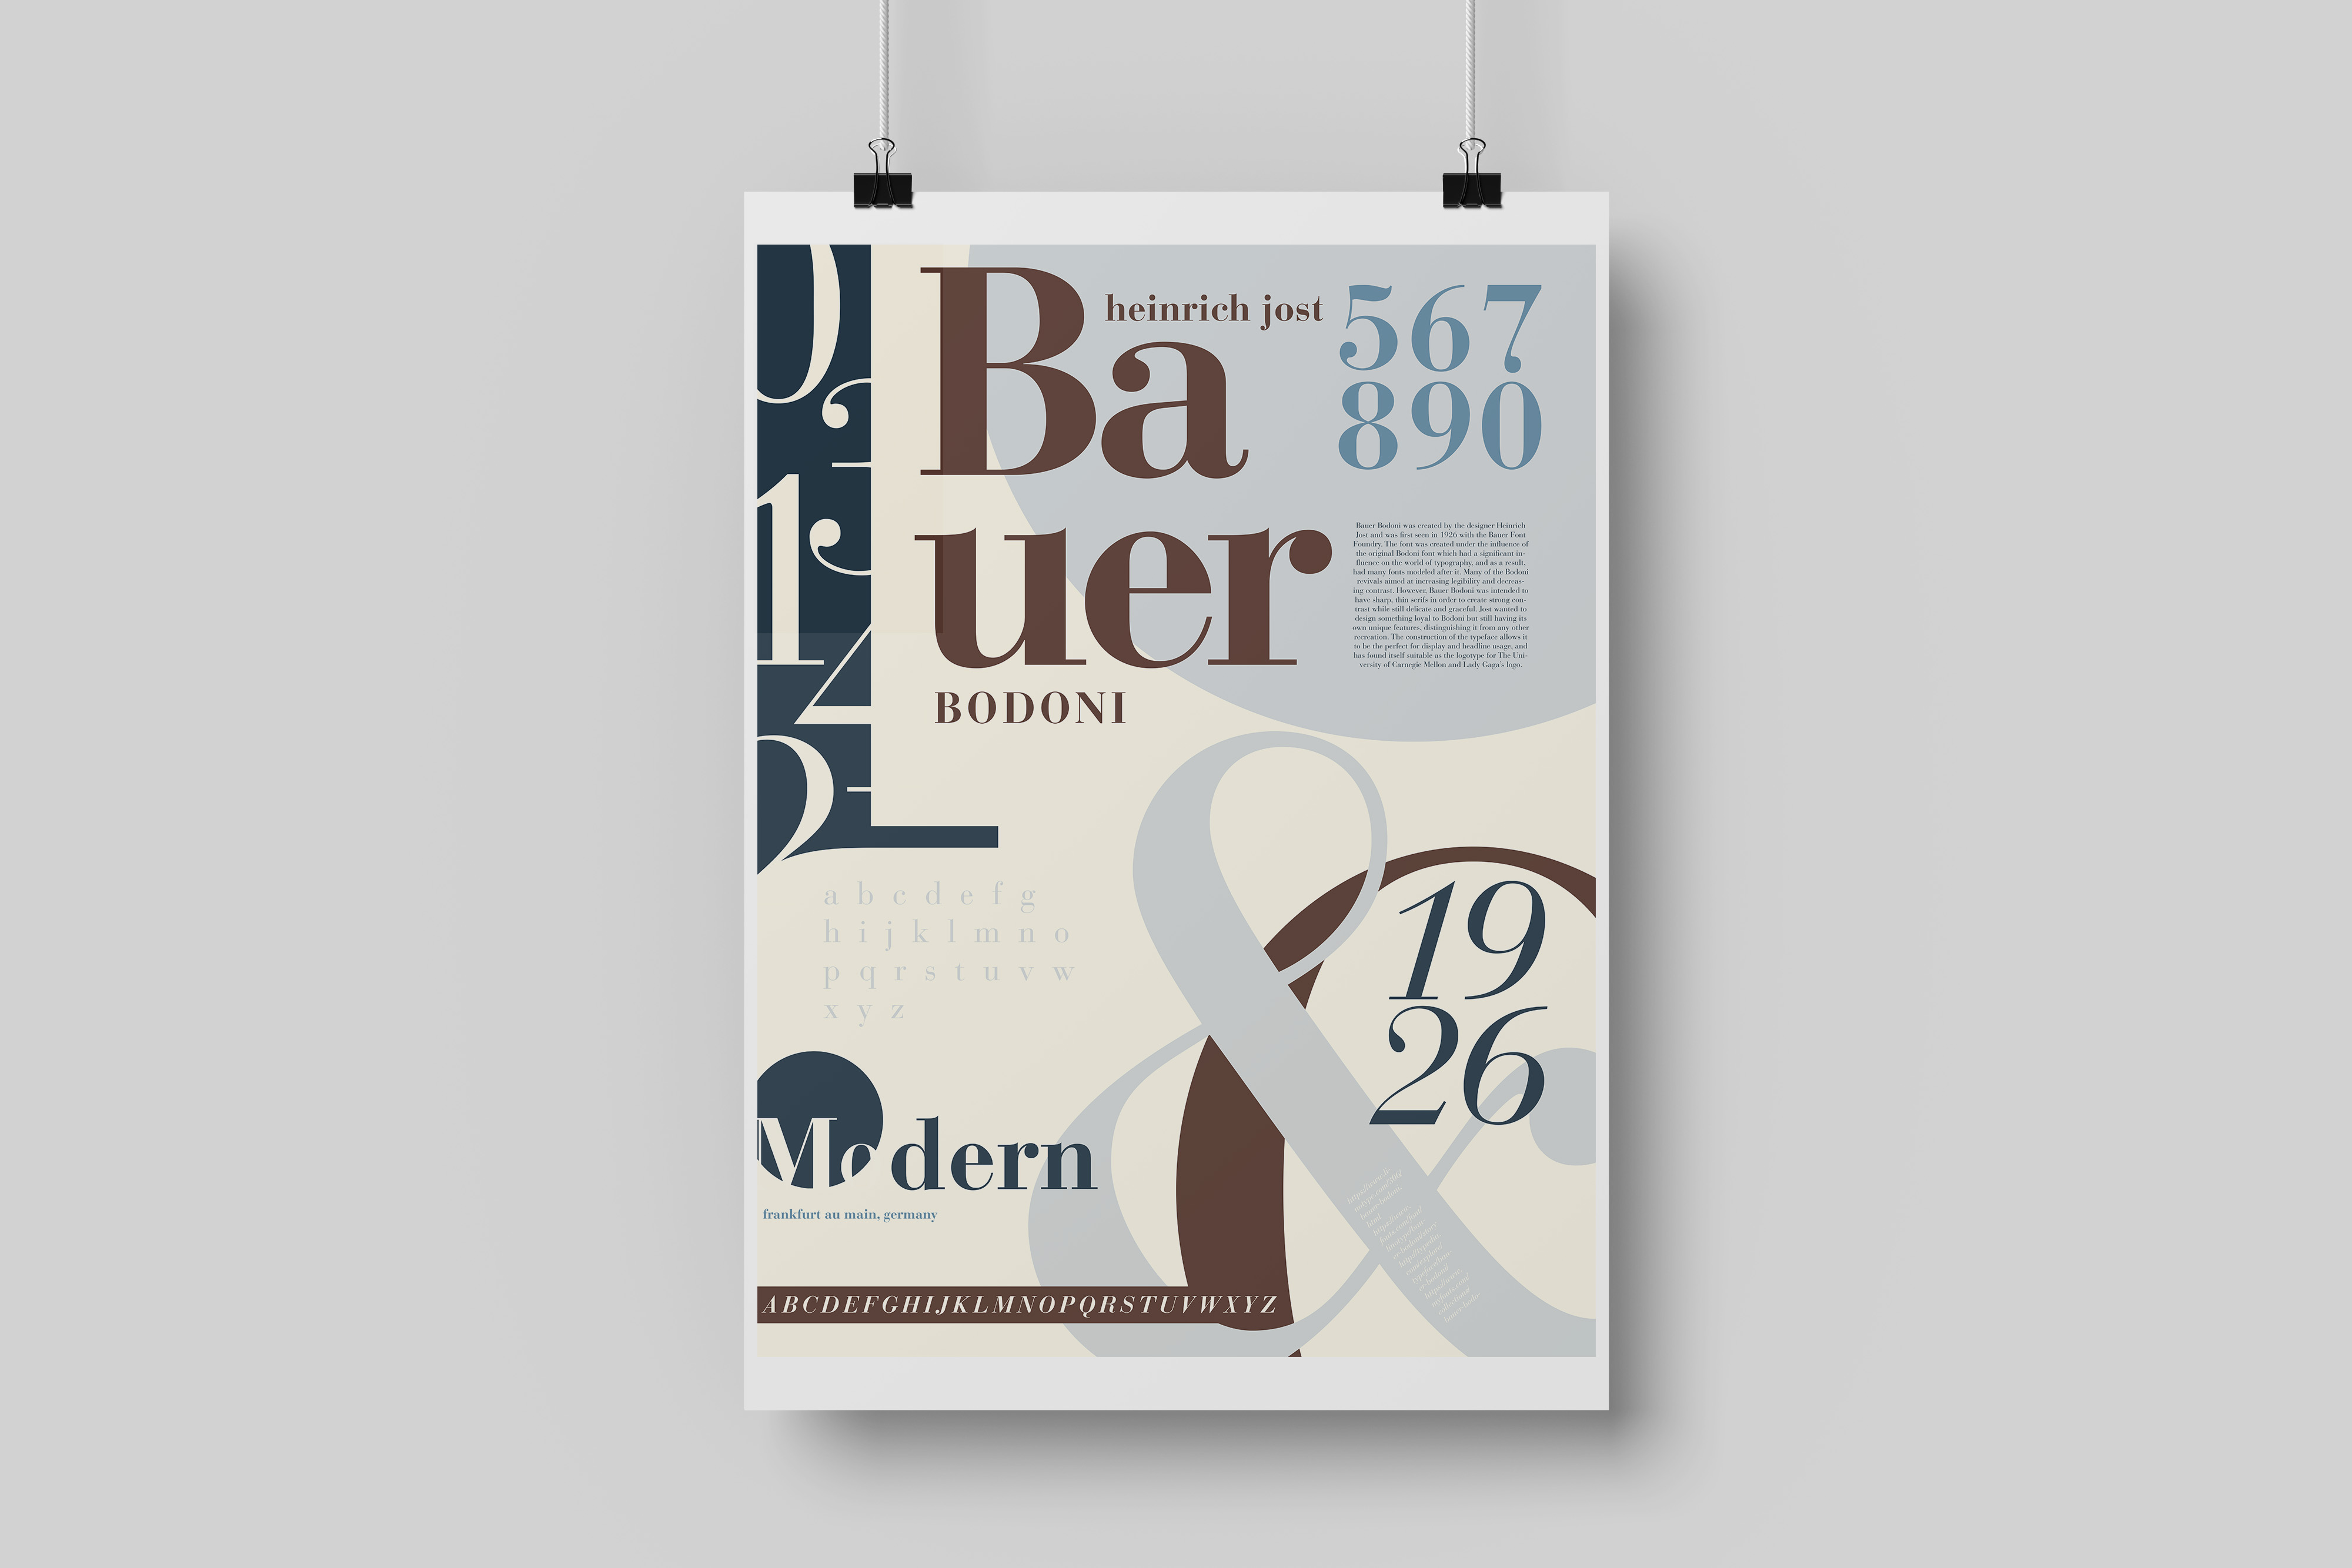 0
3
1
4
2
Ba
heinrich jost
uer
BODONI
567
890
Bauer Bodoni was created by the designer Heinrich
Jost and was first seen in 1926 with the Bauer Font
Foundry. The font was created under the influence of
the original Bodoni font which had a significant in-
fluence on the world of typography, and as a result,
had many fonts modeled after it. Many of the Bodoni
revivals aimed at increasing legibility and decreas-
ing contrast. However, Bauer Bodoni was intended to
have sharp, thin serifs in order to create strong con-
trast while still delicate and graceful. Jost wanted to
design something loyal to Bodoni but still having its
own unique features, distinguishing it from any other
recreation. The construction of the typeface allows it
to be the perfect for display and headline usage, and
has found itself suitable as the logotype for The Uni-
versity of Carnegie Mellon and Lady Gaga's logo.
&
a b c d e f g
h i j k l m n o
p q r s t u v w
x y z
19
26
Modern
frankfurt au main, germany
ABCDEFGHIJKLMNOPQRSTUVWXYZ